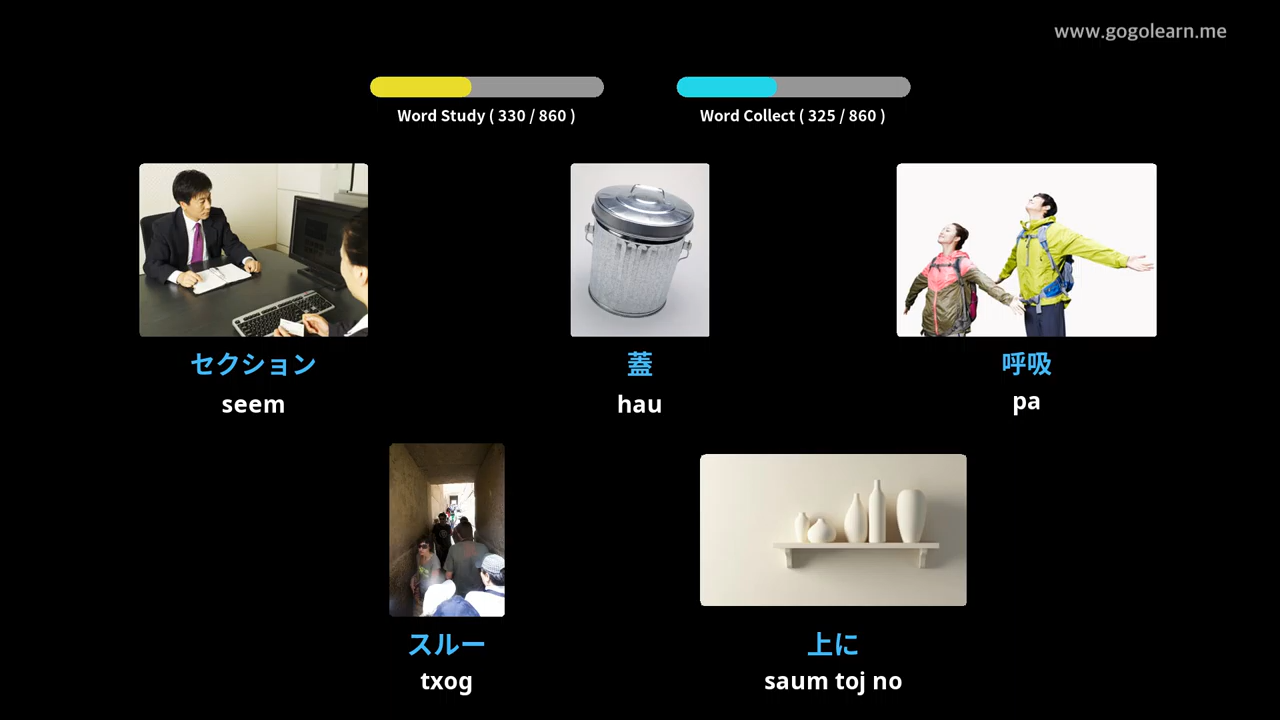 www.gogolearn.me
Word Study ( 330 / 860 )
Word Collect ( 325 / 860 )
セクション
seem
蓋
hau
呼吸
pa
スルー
txog
上に
saum toj no